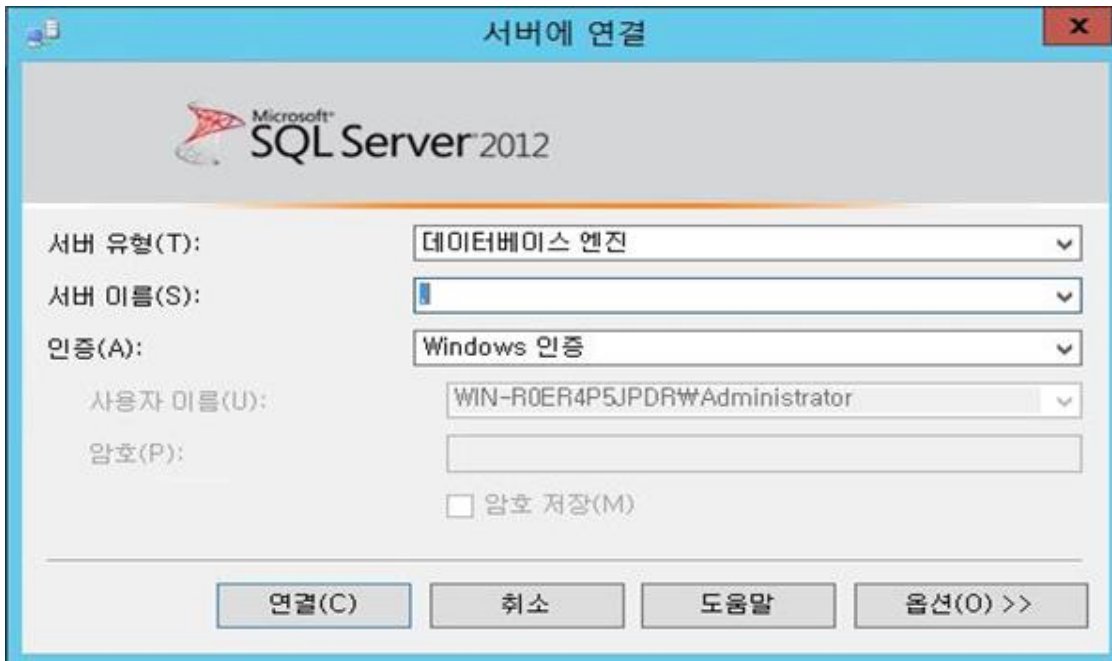 서버에 연결
Microsoft®
SQL Server® 2012
서버 유형(T):
데이터베이스 엔진
서버 이름(S):
.
인증(A):
Windows 인증
사용자 이름(U):
WIN-R0ER4P5JPDR₩Administrator
암호(P):
암호 저장(M)
연결(C)
취소
도움말
옵션(O) >>